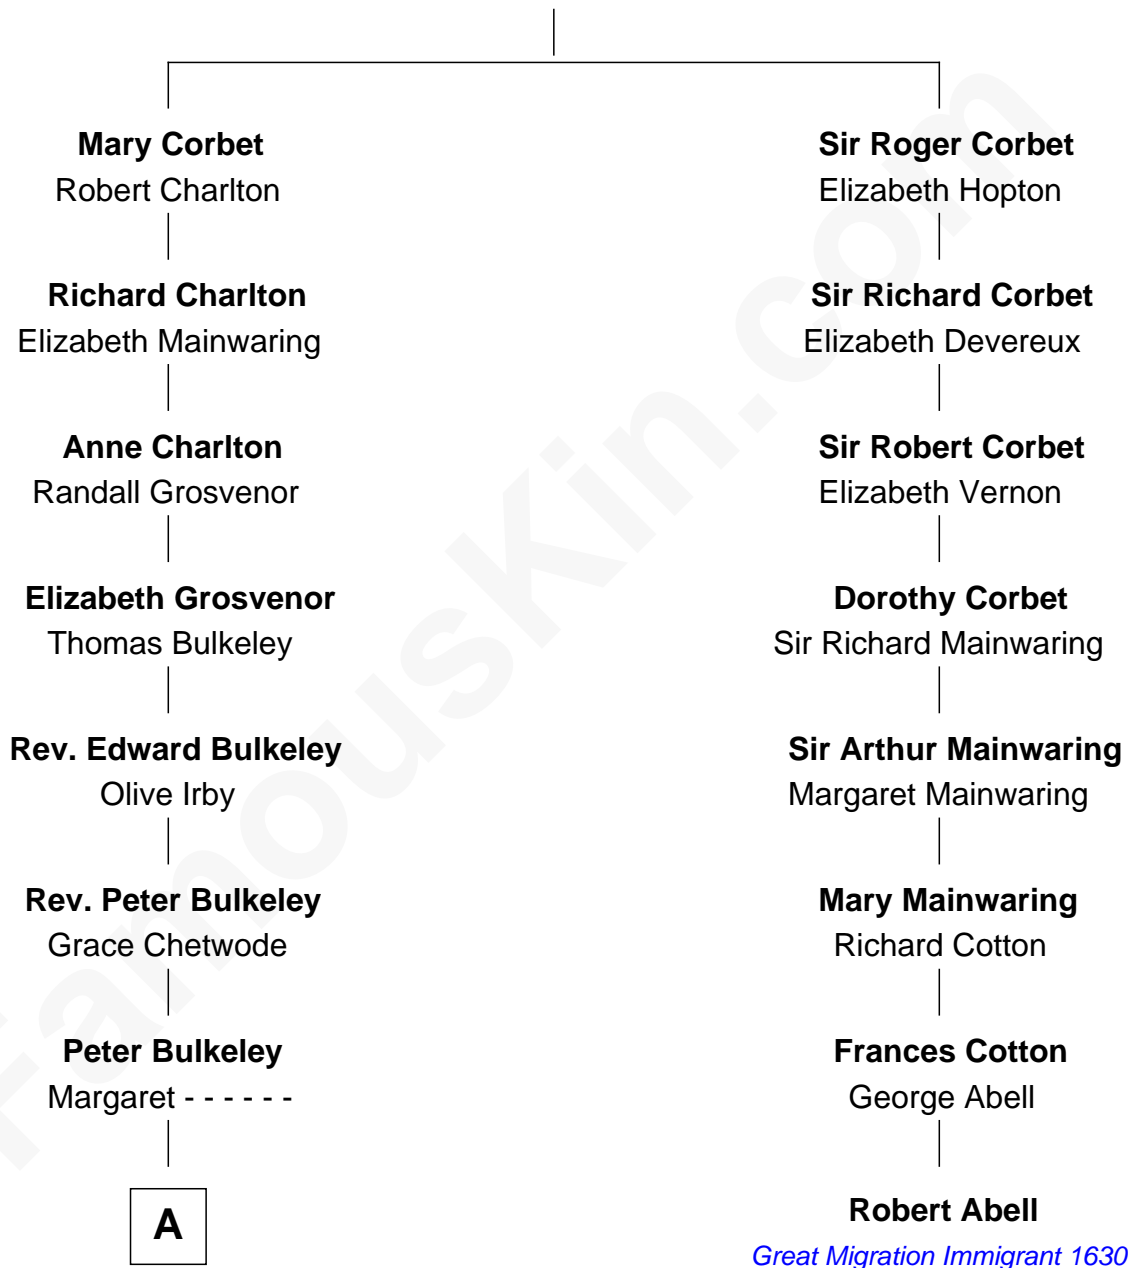 Mary Corbet
Robert Charlton
Richard Charlton
Elizabeth Mainwaring
Anne Charlton
Randall Grosvenor
Elizabeth Grosvenor
Thomas Bulkeley
Rev. Edward Bulkeley
Olive Irby
Rev. Peter Bulkeley
Grace Chetwode
Peter Bulkeley
Margaret - - - - - -
A
Sir Roger Corbet
Elizabeth Hopton
Sir Richard Corbet
Elizabeth Devereux
Sir Robert Corbet
Elizabeth Vernon
Dorothy Corbet
Sir Richard Mainwaring
Sir Arthur Mainwaring
Margaret Mainwaring
Mary Mainwaring
Richard Cotton
Frances Cotton
George Abell
Robert Abell
Great Migration Immigrant 1630
FamousKin.com